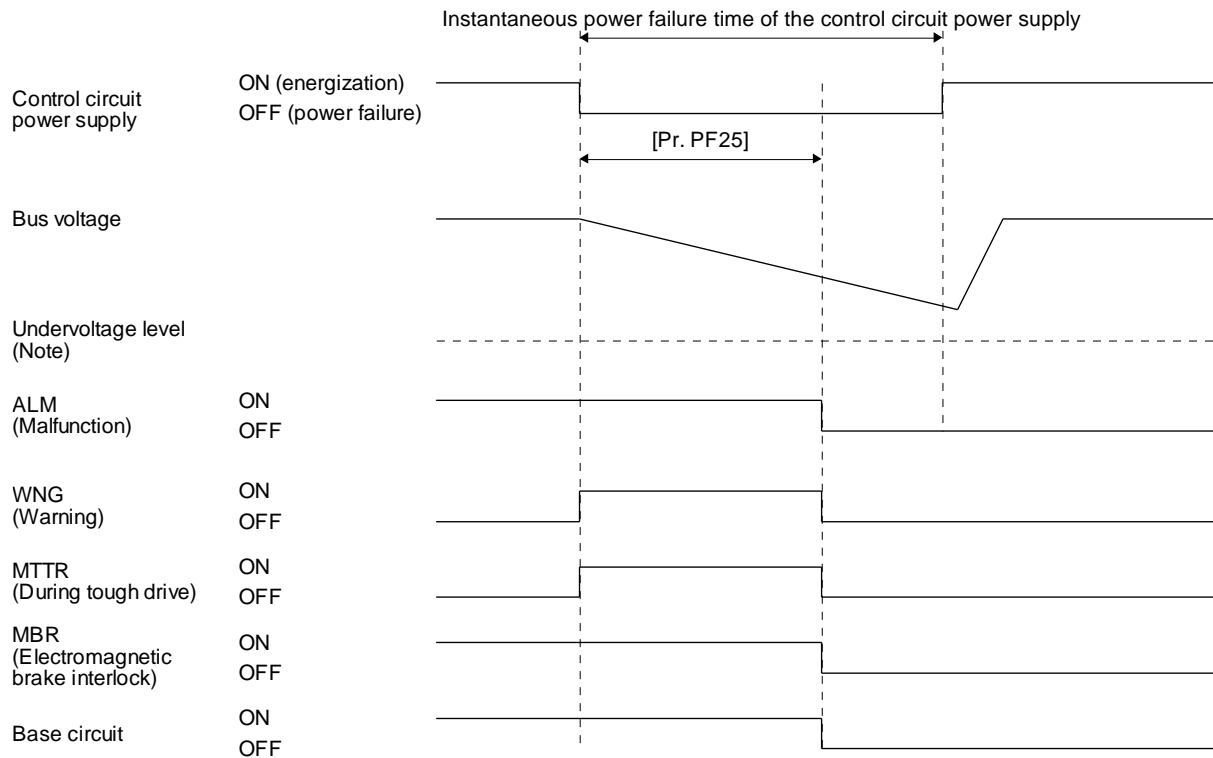 Instantaneous power failure time of the control circuit power supply
Control circuit
power supply
ON (energization)
OFF (power failure)
[Pr. PF25]
Bus voltage
Undervoltage level
(Note)
ALM
(Malfunction)
ON
OFF
WNG
(Warning)
ON
OFF
MTTR
(During tough drive)
ON
OFF
MBR
(Electromagnetic
brake interlock)
ON
OFF
Base circuit
ON
OFF